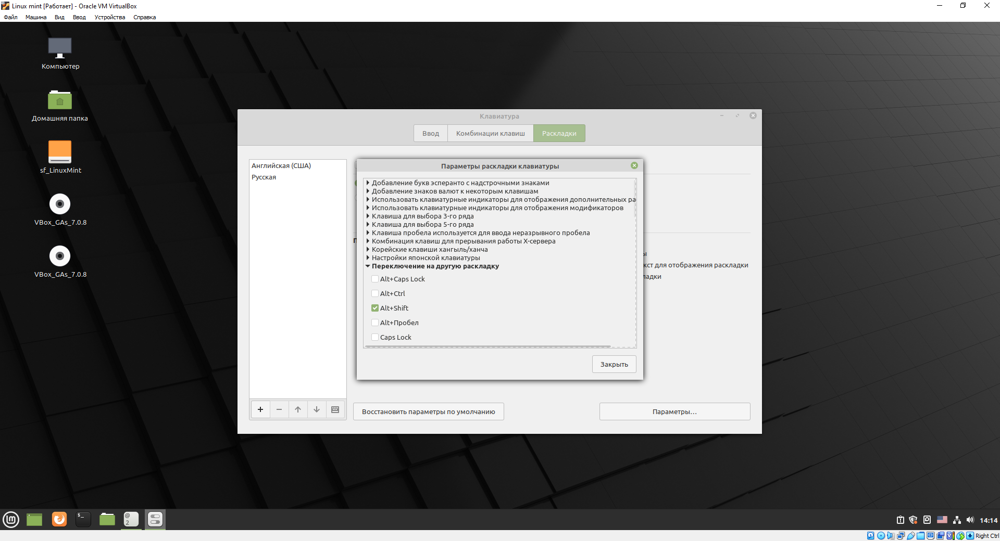 Linux mint [Работает] - Oracle VM VirtualBox
Файл Машина Вид Ввод Устройства Справка
Компьютер
Домашняя папка
sf_LinuxMint
VBox_GAs_7.0.8
VBox_GAs_7.0.8
Клавиатура
Ввод Комбинации клавиш Раскладки
Английская (США)
Русская
Параметры раскладки клавиатуры
Добавление букв эсперанто с надстрочными знаками
Добавление знаков валют к некоторым клавишам
Использовать клавиатурные индикаторы для отображения дополнительных ра
Использовать клавиатурные индикаторы для отображения модификаторов
Клавиша для выбора 3-го ряда
Клавиша для выбора 5-го ряда
Клавиша пробела используется для ввода неразрывного пробела
Комбинация клавиш для прерывания работы X-сервера
Корейские клавиши хангыль/ханча
Настройки японской клавиатуры
Переключение на другую раскладку
Alt+Caps Lock
Alt+Ctrl
Alt+Shift
Alt+Пробел
Caps Lock
Закрыть
П
ы
кст для отображения раскладки
ладки
Восстановить параметры по умолчанию
Параметры…
$_
@
2
14:14
Right Ctrl